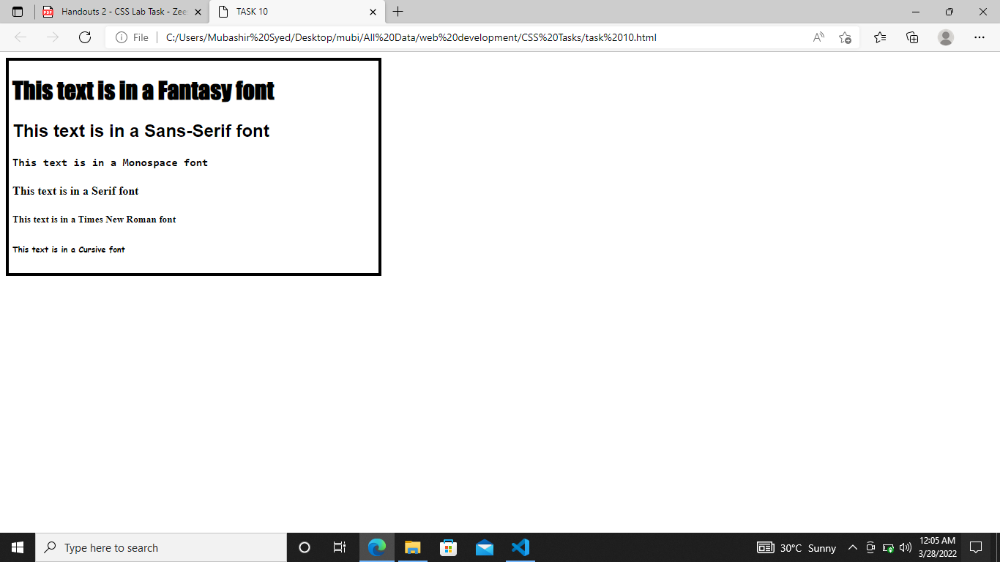 Handouts 2 - CSS Lab Task - Zee
TASK 10
File
C:/Users/Mubashir%20Syed/Desktop/mubi/All%20Data/web%20development/CSS%20Tasks/task%2010.html
This text is in a Fantasy font
This text is in a Sans-Serif font
This text is in a Monospace font
This text is in a Serif font
This text is in a Times New Roman font
This text is in a Cursive font
Type here to search
30°C Sunny
12:05 AM
3/28/2022